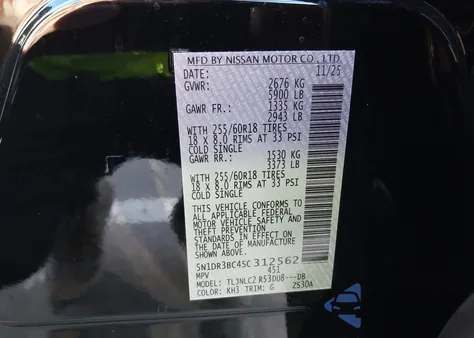 MFD BY NISSAN MOTOR CO., LTD.
DATE: 11/25
GVWR: 2676 KG
5900 LB
GAWR FR.: 1335 KG
2943 LB
WITH 255/60R18 TIRES
18 X 8.0 RIMS AT 33 PSI
COLD SINGLE
GAWR RR.: 1530 KG
3373 LB
WITH 255/60R18 TIRES
18 X 8.0 RIMS AT 33 PSI
COLD SINGLE
THIS VEHICLE CONFORMS TO
ALL APPLICABLE FEDERAL
MOTOR VEHICLE SAFETY AND
THEFT PREVENTION
STANDARDS IN EFFECT ON
THE DATE OF MANUFACTURE
SHOWN ABOVE
5N1DR3BC4SC312562
451
MODEL: TLJNLC2 R53DU8---DB
COLOR: KH3 TRIM: G ZS30A